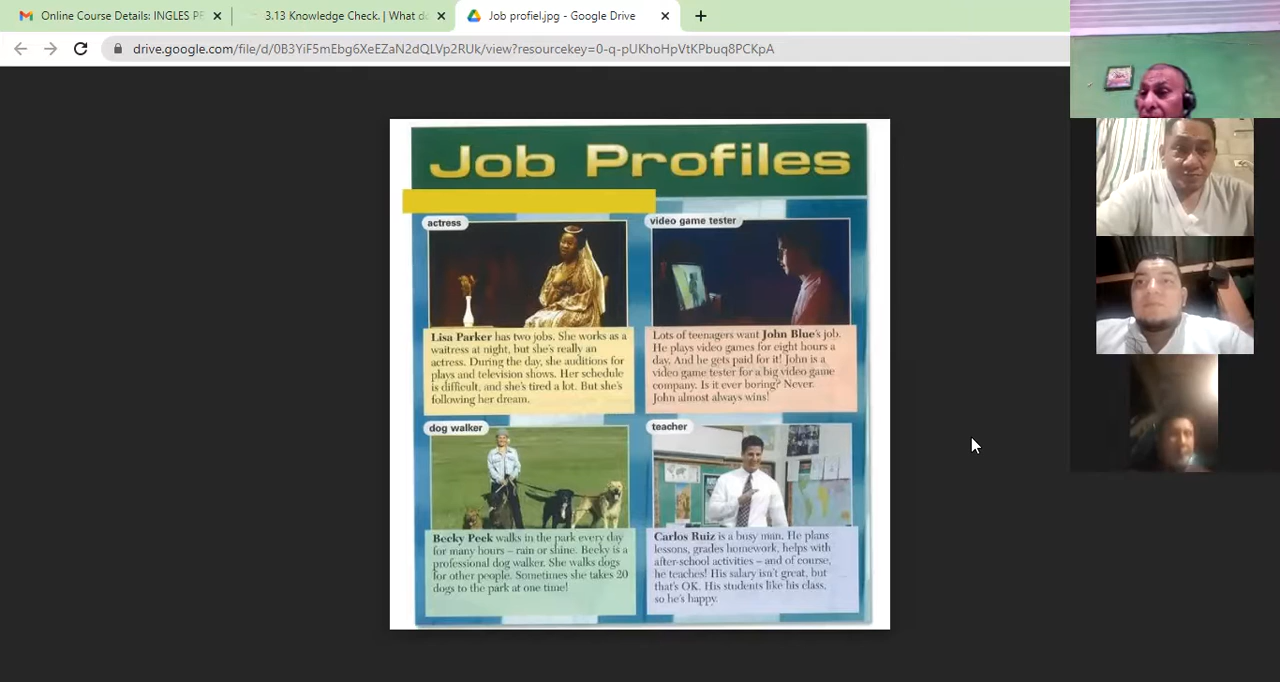 Online Course Details: INGLES PE
3.13 Knowledge Check. | What do
Job profiel.jpg - Google Drive
drive.google.com/file/d/0B3YiF5mEbg6XeEZaN2dQLVp2RUk/view?resourcekey=0-q-pUKhoHpVtKPbuq8PCKpA
Job Profiles
actress
Lisa Parker has two jobs. She works as a
waitress at night, but she's really an
actress. During the day, she auditions for
plays and television shows. Her schedule
is difficult, and she's tired a lot. But she's
following her dream.
video game tester
Lots of teenagers want John Blue's job.
He plays video games for eight hours a
day. And he gets paid for it! John is a
video game tester for a big video game
company. Is it ever boring? Never.
John almost always wins!
dog walker
Becky Peek walks in the park every day
for many hours – rain or shine. Becky is a
professional dog walker. She walks dogs
for other people. Sometimes she takes 20
dogs to the park at one time!
teacher
Carlos Ruiz is a busy man. He plans
lessons, grades homework, helps with
after-school activities – and of course,
he teaches! His salary isn't great, but
that's OK. His students like his class,
so he's happy.